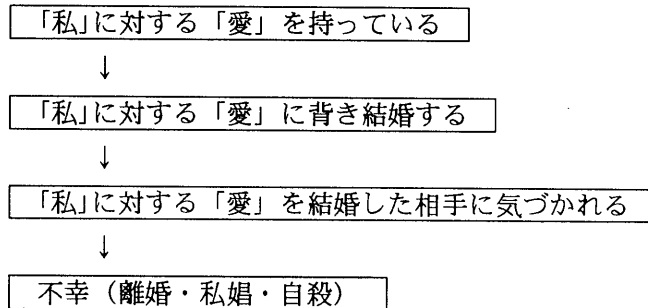 「私」に対する「愛」を持っている
↓
「私」に対する「愛」に背き結婚する
↓
「私」に対する「愛」を結婚した相手に気づかれる
↓
不幸（離婚・私娼・自殺）